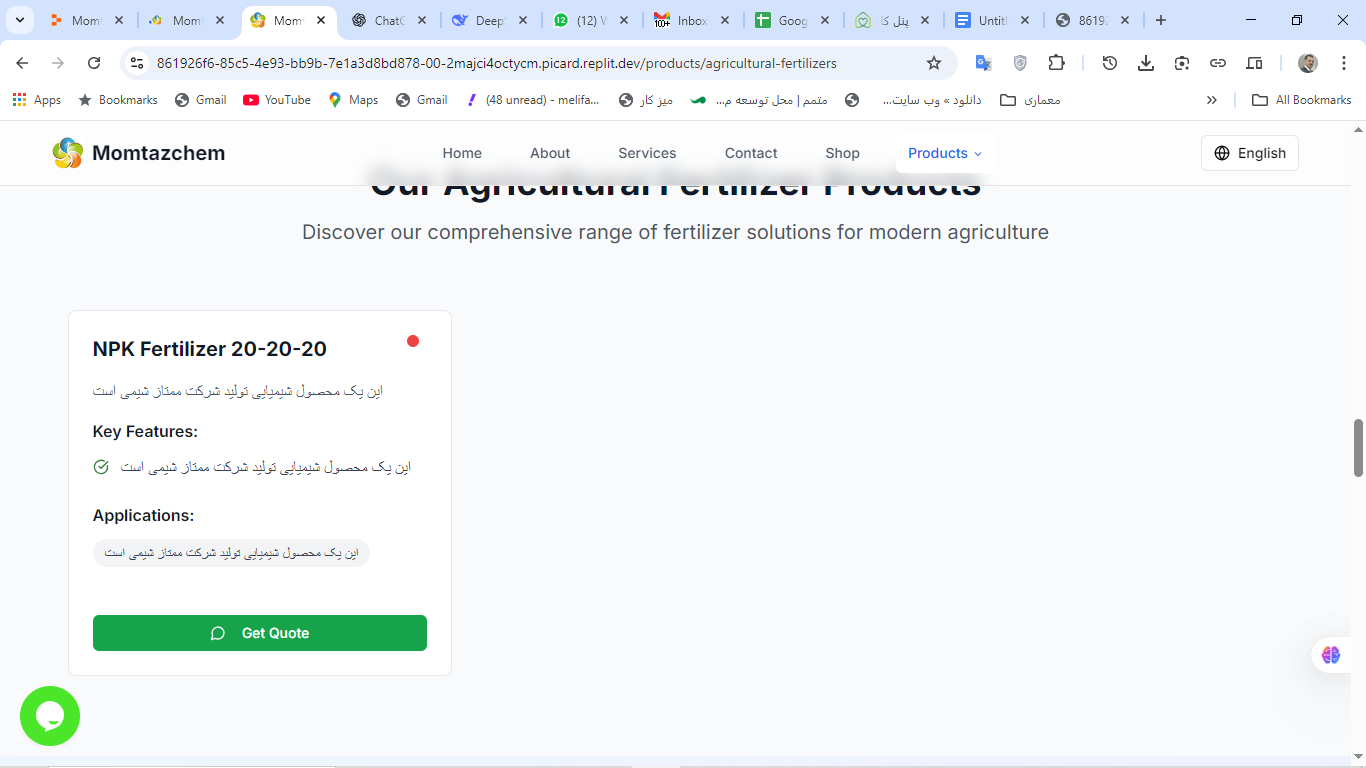 Mom
Mom
Mom
ChatG
Deep
(12) W
Inbox
Goog
پنل کا
Untit
8619
861926f6-85c5-4e93-bb9b-7e1a3d8bd878-00-2majci4octycm.picard.replit.dev/products/agricultural-fertilizers
Apps
Bookmarks
Gmail
YouTube
Maps
Gmail
(48 unread) - melifa...
میز کار
متمم | محل توسعه م...
دانلود » وب سایت...
معماری
All Bookmarks
Momtazchem
Home
About
Services
Contact
Shop
Products
English
Our Agricultural Fertilizer Products
Discover our comprehensive range of fertilizer solutions for modern agriculture
NPK Fertilizer 20-20-20
این یک محصول شیمیایی تولید شرکت ممتاز شیمی است
Key Features:
این یک محصول شیمیایی تولید شرکت ممتاز شیمی است
Applications:
این یک محصول شیمیایی تولید شرکت ممتاز شیمی است
Get Quote